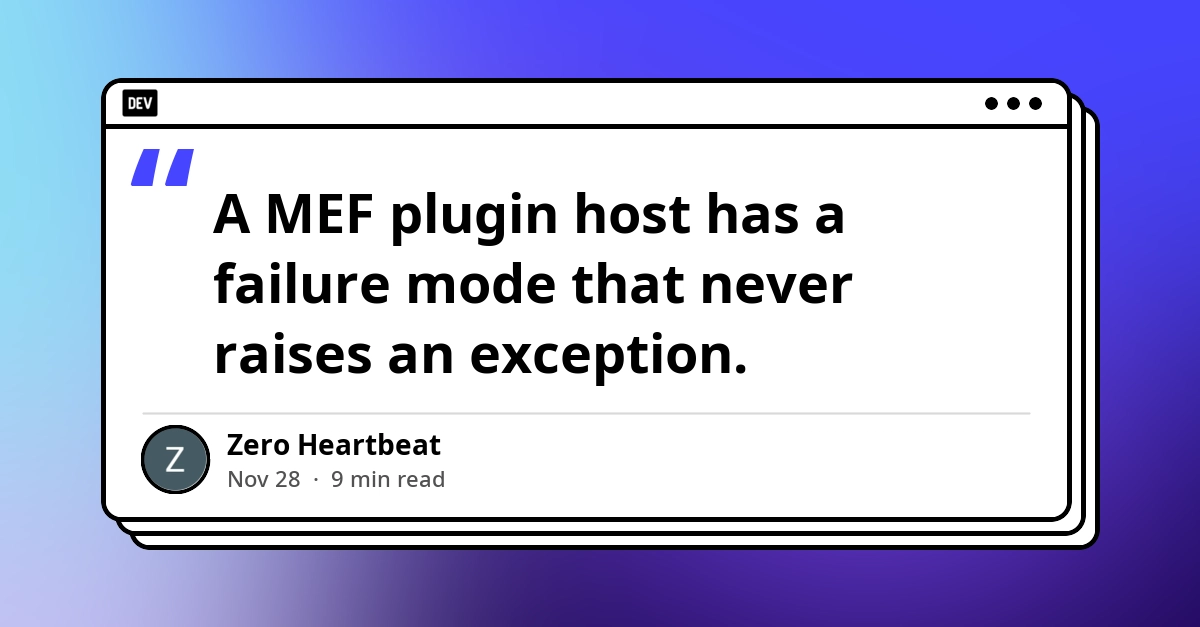 DEV
“
A MEF plugin host has a
failure mode that never
raises an exception.
Z
Zero Heartbeat
Nov 28 · 9 min read